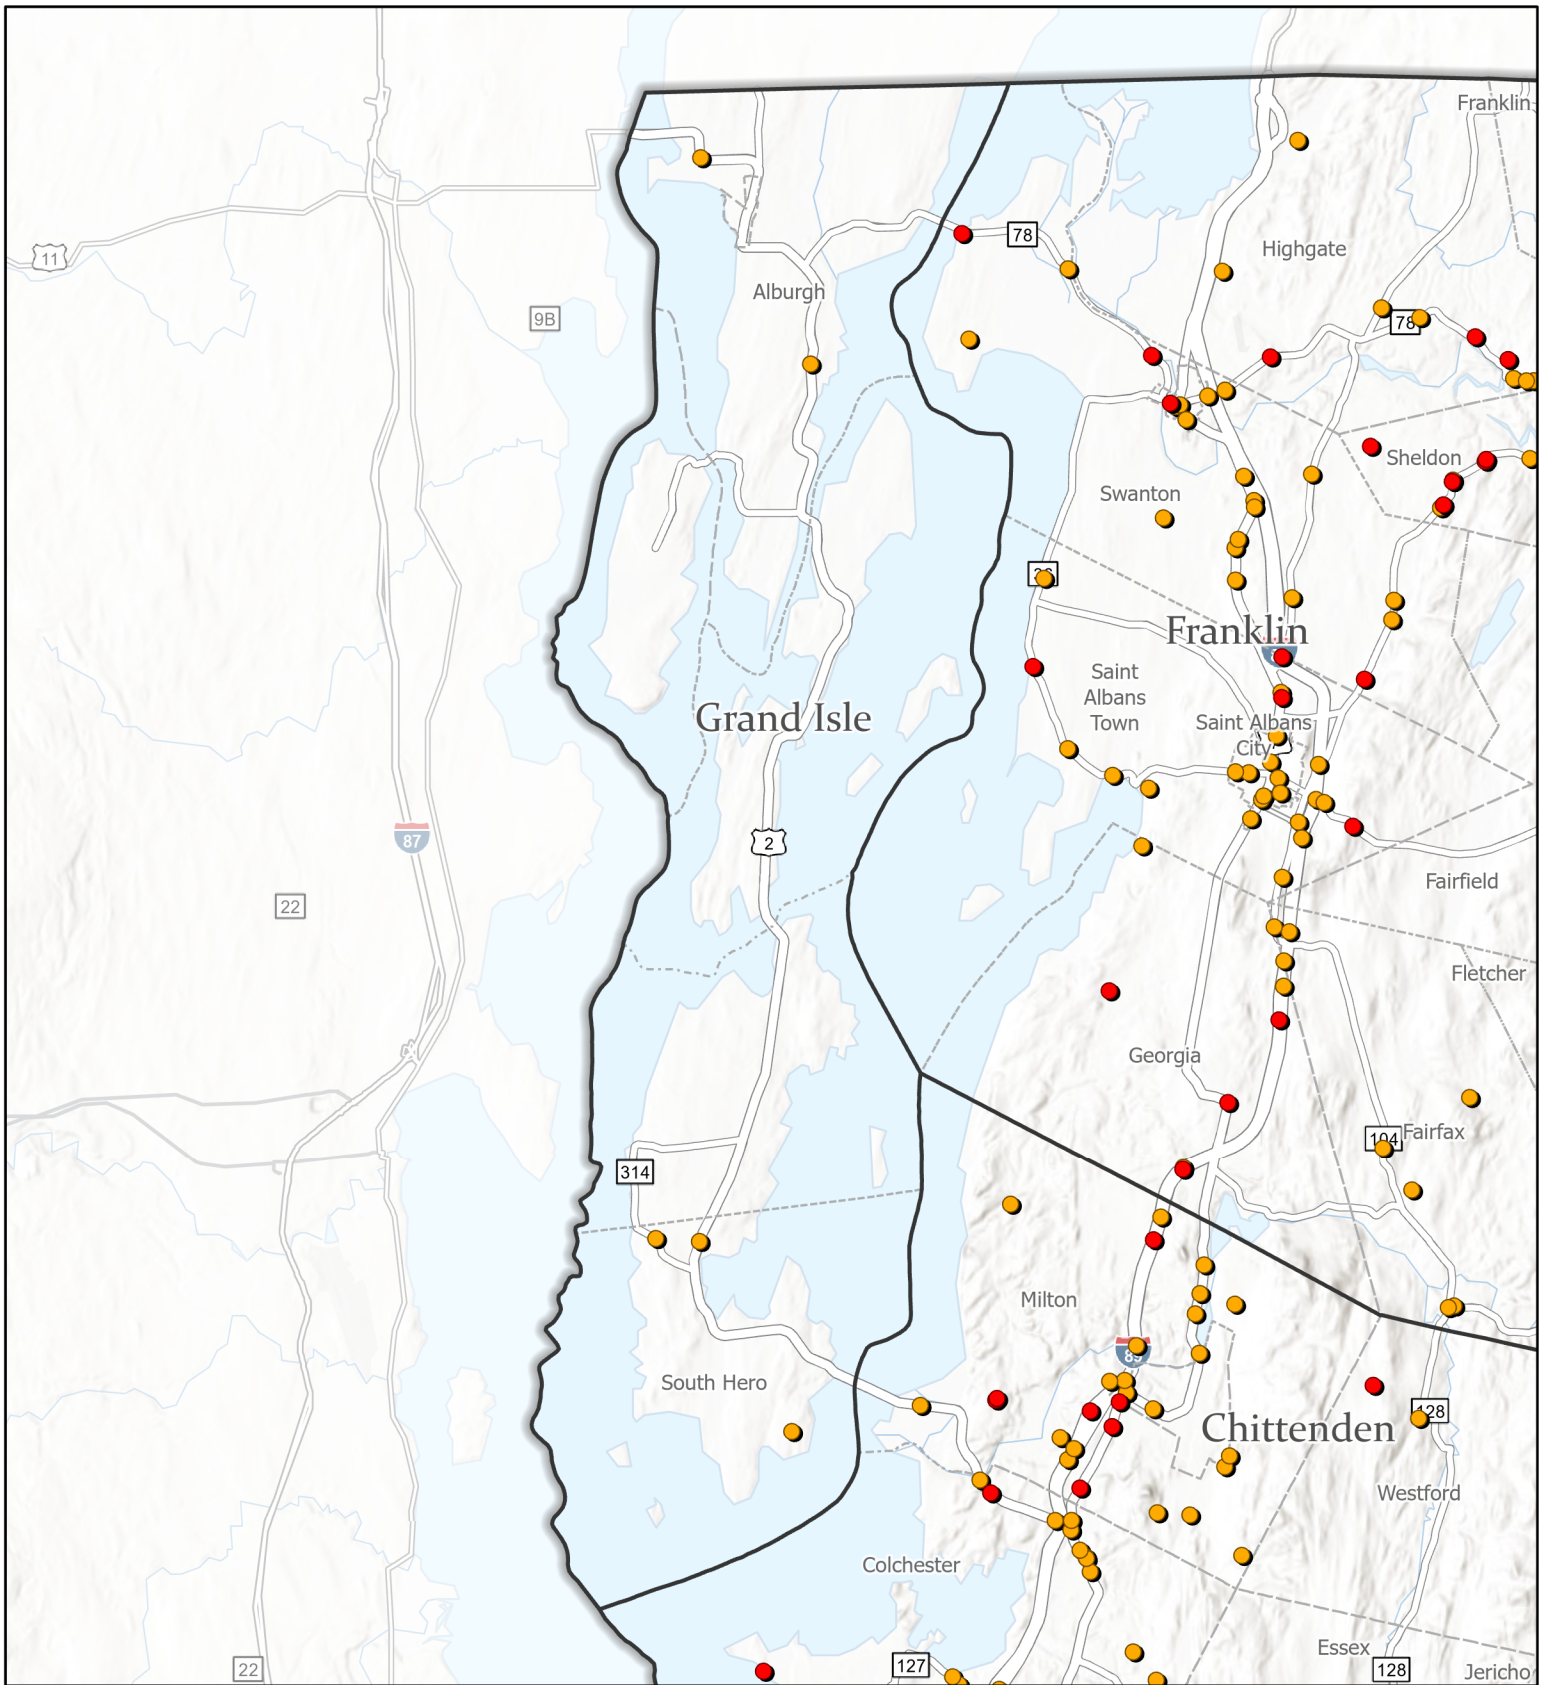 Franklin
11
78
Highgate
Alburgh
9B
78
Sheldon
Swanton
Franklin
Saint
Albans
Town
Grand Isle
Saint Albans
City
87
2
Fairfield
22
Fletcher
Georgia
104
Fairfax
314
Milton
89
South Hero
128
Chittenden
Westford
Colchester
Essex
127
22
128
Jericho